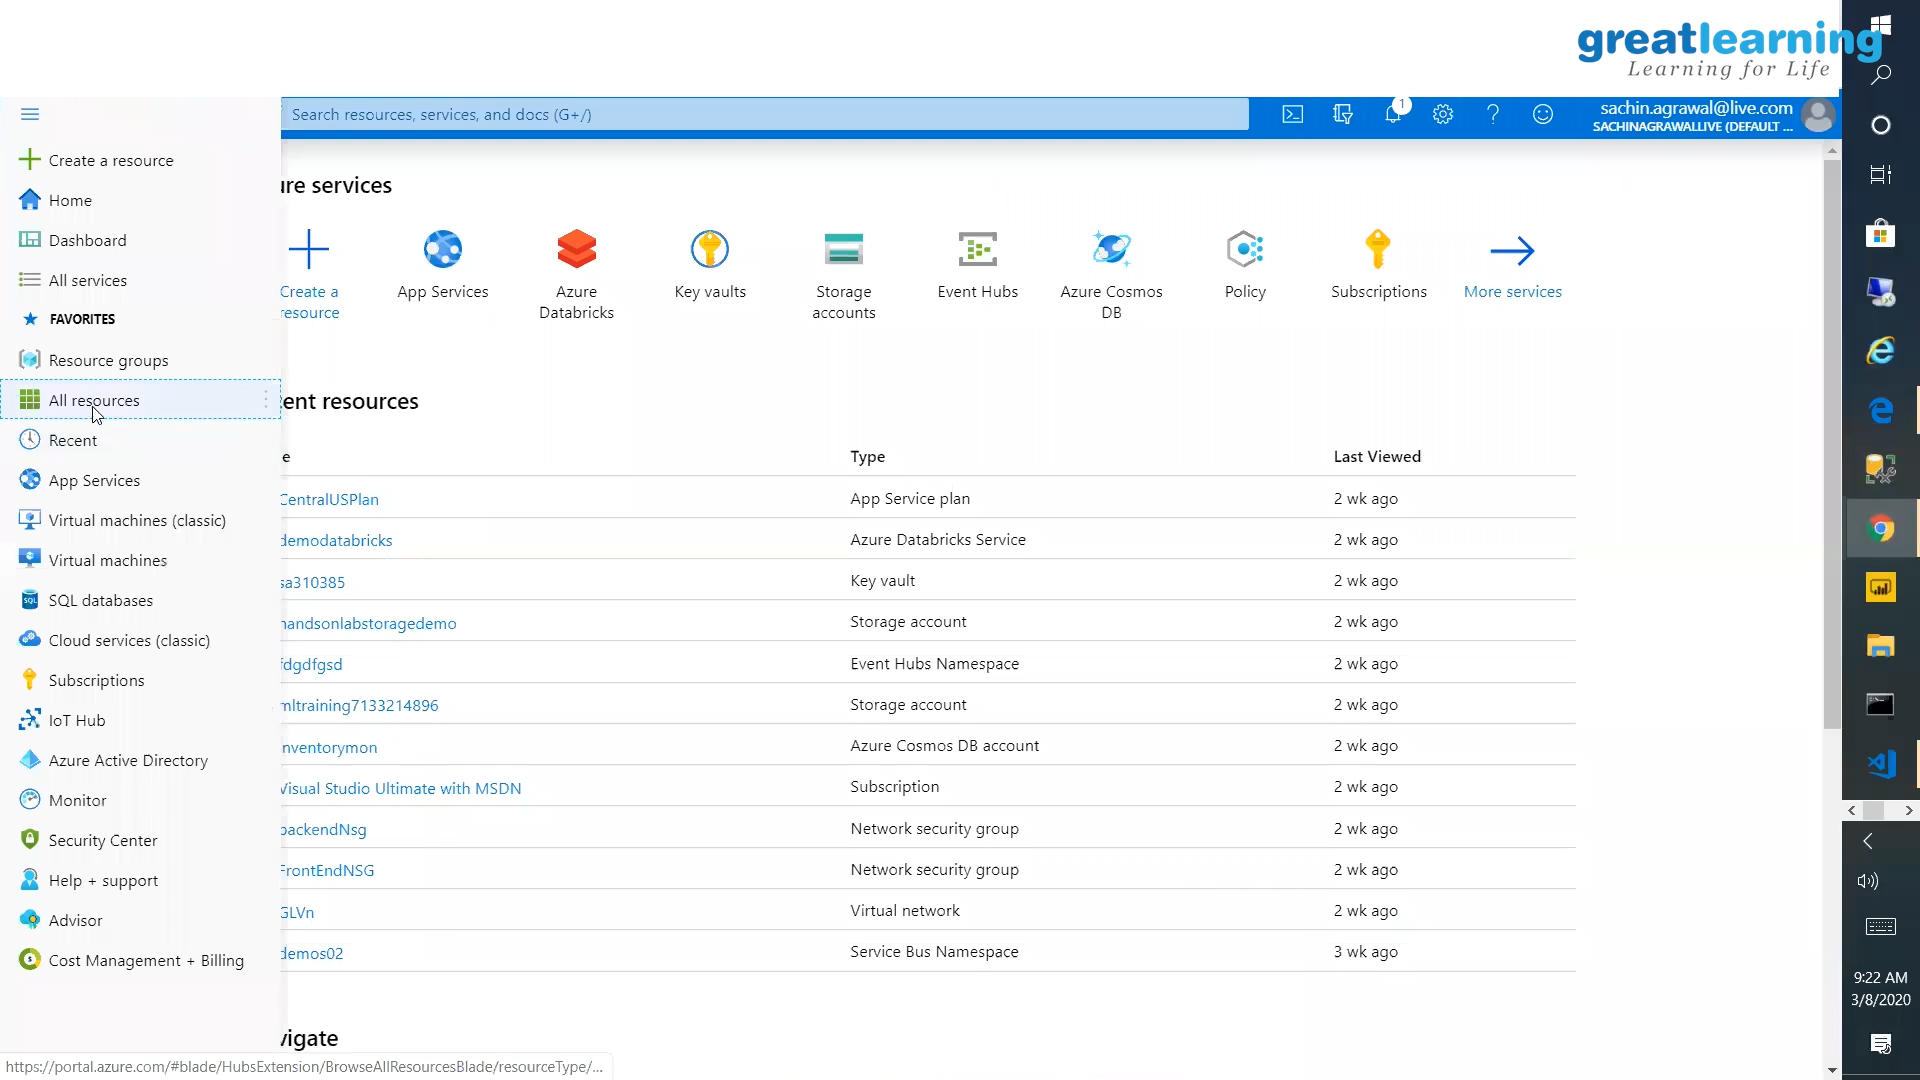 greatlearning
Learning for Life
Search resources, services, and docs (G+/)
1
sachin.agrawal@live.com
SACHINAGRAWALLIVE (DEFAULT ...
Create a resource
Home
Dashboard
All services
FAVORITES
Resource groups
All resources
Recent
App Services
Virtual machines (classic)
Virtual machines
SQL databases
Cloud services (classic)
Subscriptions
IoT Hub
Azure Active Directory
Monitor
Security Center
Help + support
Advisor
Cost Management + Billing
ure services
Create a resource
App Services
Azure Databricks
Key vaults
Storage accounts
Event Hubs
Azure Cosmos DB
Policy
Subscriptions
More services
ent resources
e Type Last Viewed
CentralUSPlan App Service plan 2 wk ago
demodatabricks Azure Databricks Service 2 wk ago
sa310385 Key vault 2 wk ago
handsonlabstoragedemo Storage account 2 wk ago
fdgdfgsd Event Hubs Namespace 2 wk ago
mltraining7133214896 Storage account 2 wk ago
inventorymon Azure Cosmos DB account 2 wk ago
Visual Studio Ultimate with MSDN Subscription 2 wk ago
backendNsg Network security group 2 wk ago
FrontEndNSG Network security group 2 wk ago
GLVn Virtual network 2 wk ago
demos02 Service Bus Namespace 3 wk ago
vigate
https://portal.azure.com/#blade/HubsExtension/BrowseAllResourcesBlade/resourceType/...
9:22 AM
3/8/2020